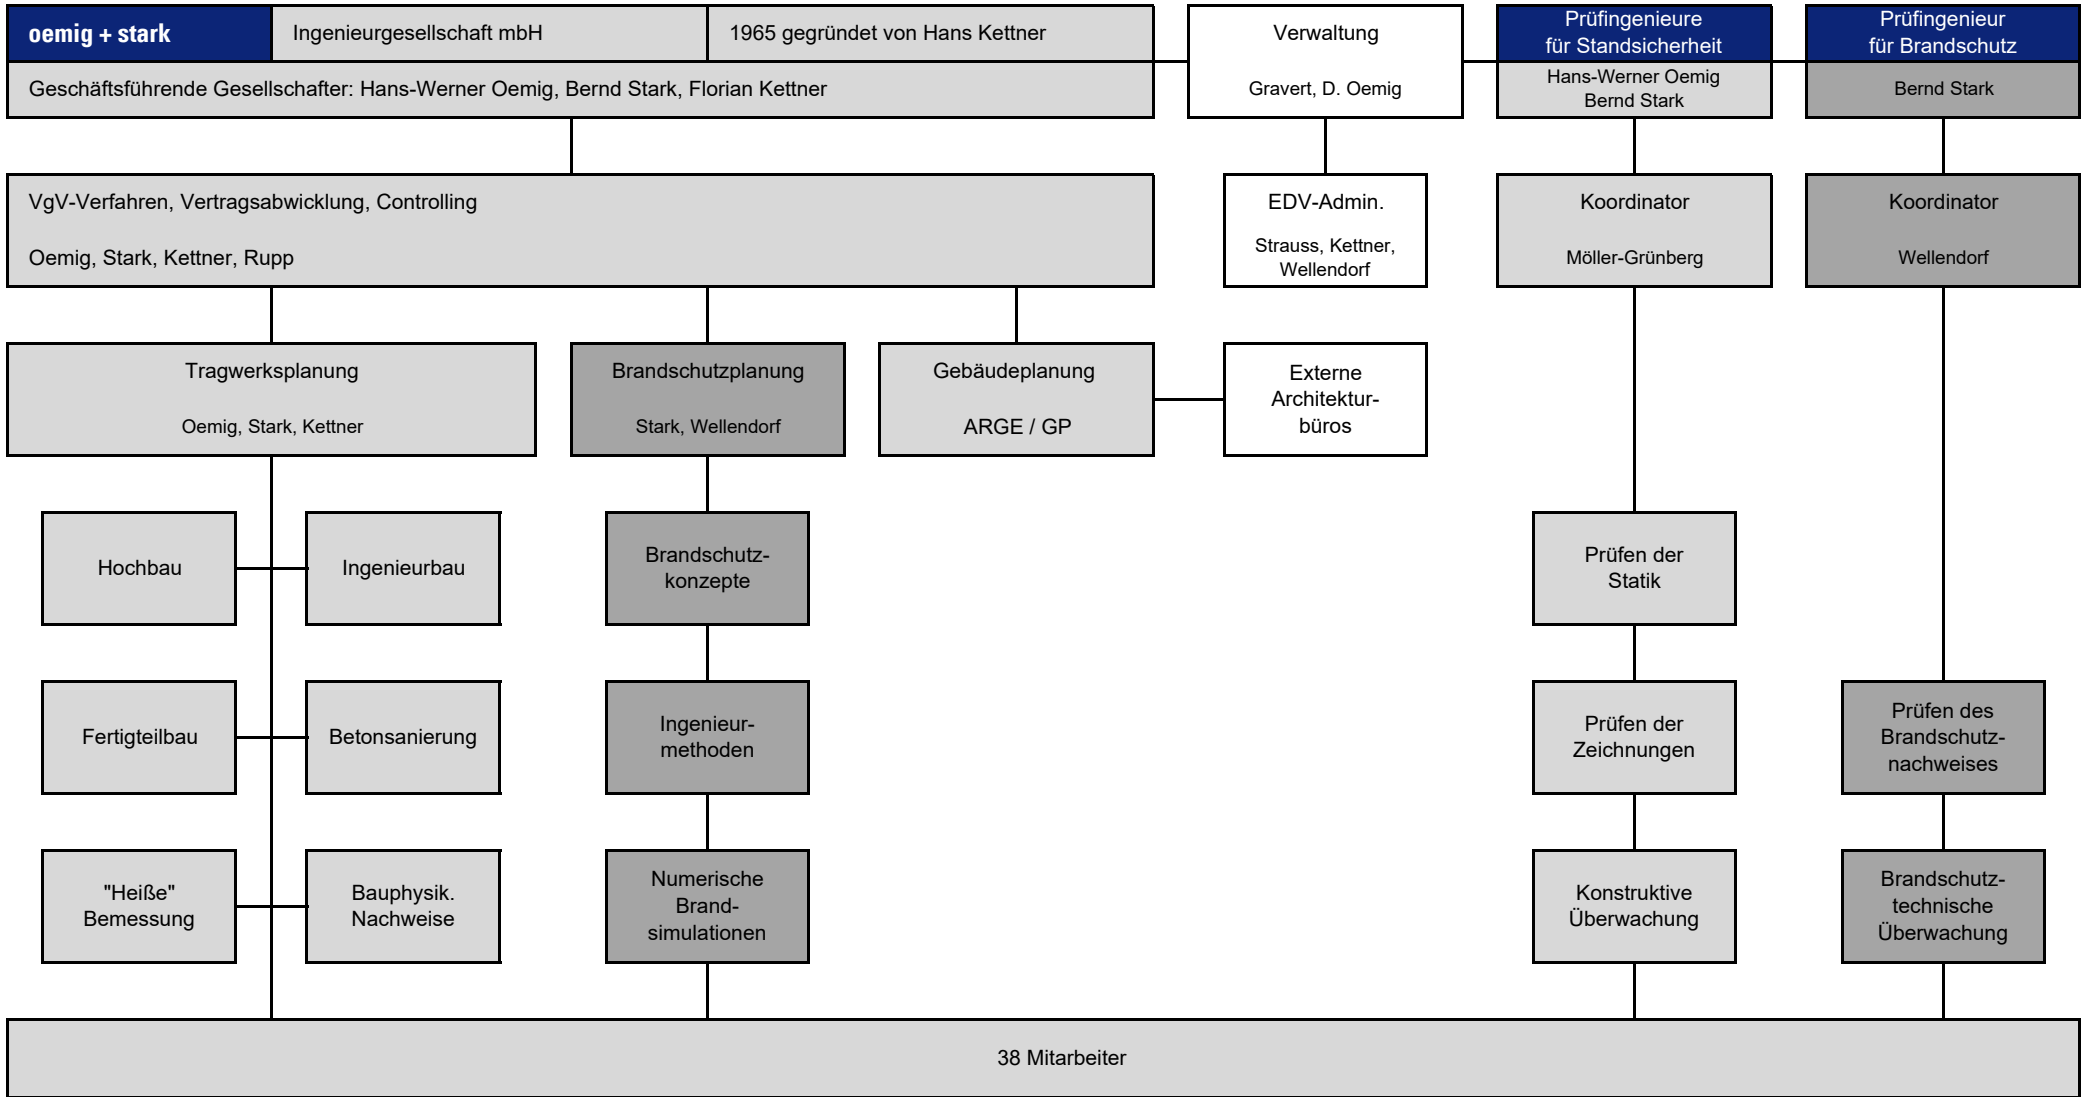 oemig + stark
Ingenieurgesellschaft mbH
1965 gegründet von Hans Kettner
Geschäftsführende Gesellschafter: Hans-Werner Oemig, Bernd Stark, Florian Kettner
Verwaltung
Gravert, D. Oemig
Prüfingenieure
für Standsicherheit
Hans-Werner Oemig
Bernd Stark
Prüfingenieur
für Brandschutz
Bernd Stark
VgV-Verfahren, Vertragsabwicklung, Controlling
Oemig, Stark, Kettner, Rupp
EDV-Admin.
Strauss, Kettner,
Wellendorf
Koordinator
Möller-Grünberg
Koordinator
Wellendorf
Tragwerksplanung
Oemig, Stark, Kettner
Brandschutzplanung
Stark, Wellendorf
Gebäudeplanung
ARGE / GP
Externe
Architektur-
büros
Hochbau
Ingenieurbau
Brandschutz-
konzepte
Prüfen der
Statik
Fertigteilbau
Betonsanierung
Ingenieur-
methoden
Prüfen der
Zeichnungen
Prüfen des
Brandschutz-
nachweises
"Heiße"
Bemessung
Bauphysik.
Nachweise
Numerische
Brand-
simulationen
Konstruktive
Überwachung
Brandschutz-
technische
Überwachung
38 Mitarbeiter